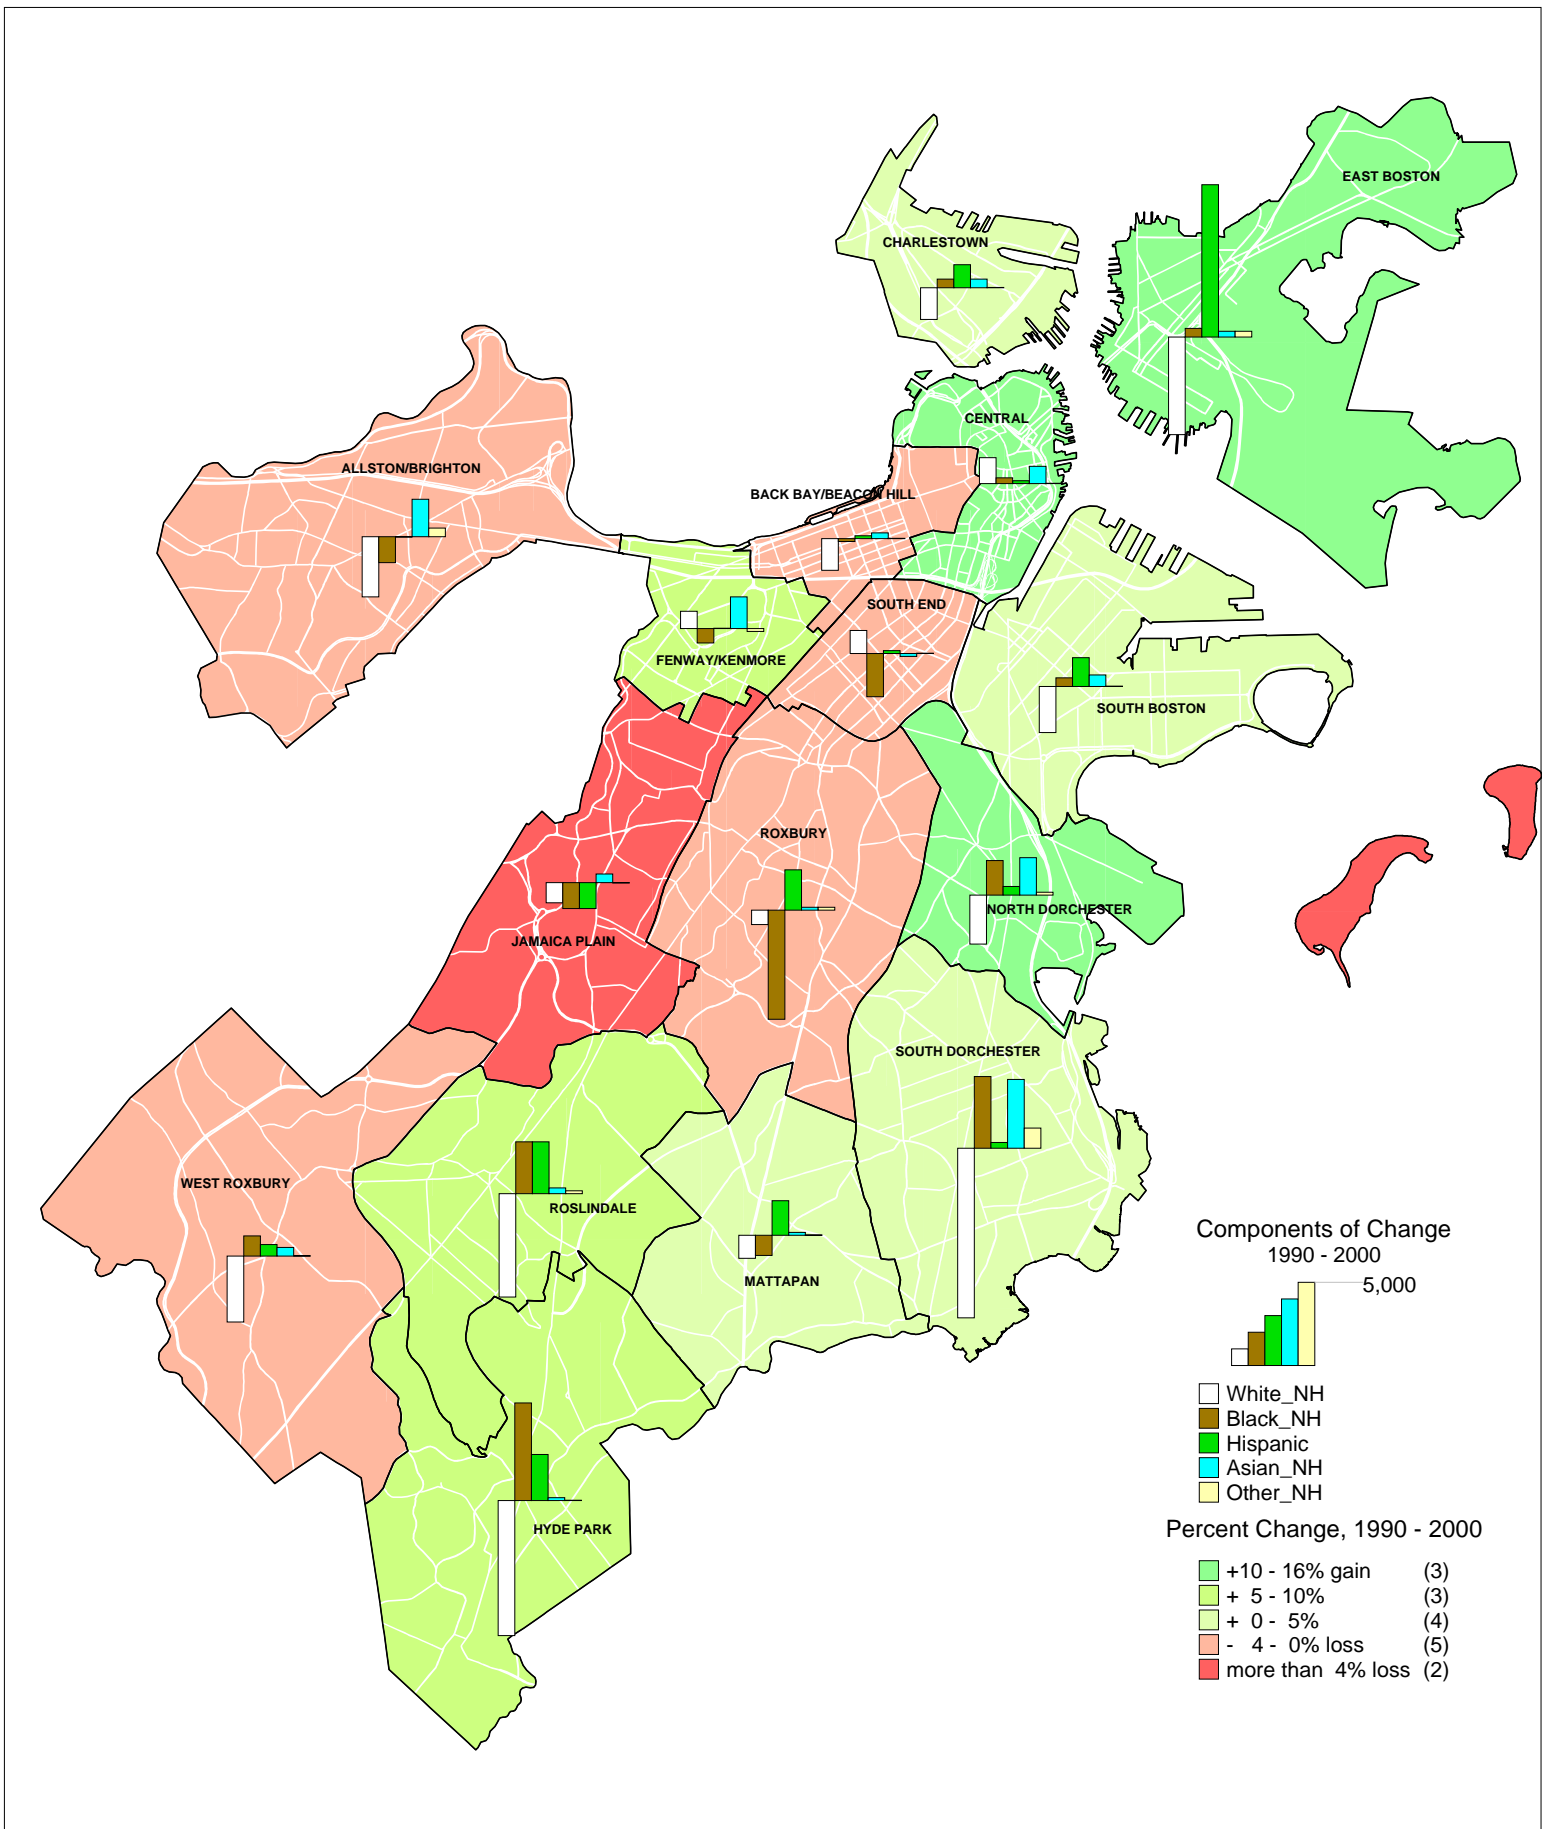 EAST BOSTON
CHARLESTOWN
CENTRAL
ALLSTON/BRIGHTON
BACK BAY/BEACON HILL
SOUTH END
FENWAY/KENMORE
SOUTH BOSTON
ROXBURY
NORTH DORCHESTER
JAMAICA PLAIN
SOUTH DORCHESTER
WEST ROXBURY
ROSLINDALE
MATTAPAN
HYDE PARK
Components of Change
1990 - 2000
5,000
White_NH
Black_NH
Hispanic
Asian_NH
Other_NH
Percent Change, 1990 - 2000
+10 - 16% gain (3)
+ 5 - 10% (3)
+ 0 - 5% (4)
- 4 - 0% loss (5)
more than 4% loss (2)